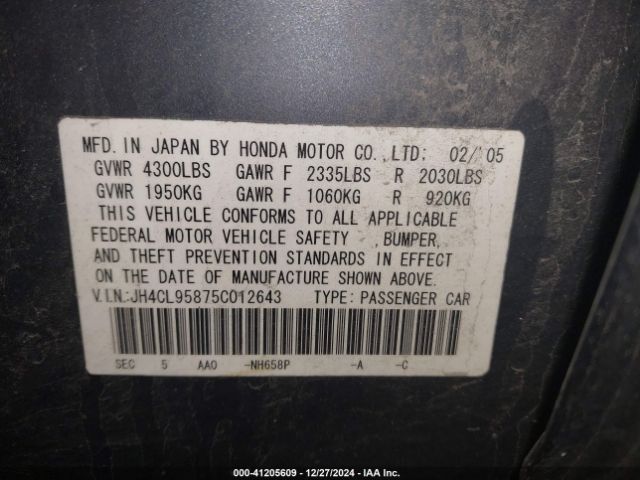 MFD. IN JAPAN BY HONDA MOTOR CO., LTD: 02/'05
GVWR 4300LBS GAWR F 2335LBS R 2030LBS
GVWR 1950KG GAWR F 1060KG R 920KG
THIS VEHICLE CONFORMS TO ALL APPLICABLE
FEDERAL MOTOR VEHICLE SAFETY ,BUMPER,
AND THEFT PREVENTION STANDARDS IN EFFECT
ON THE DATE OF MANUFACTURE SHOWN ABOVE.
V.I.N:JH4CL95875C012643 TYPE: PASSENGER CAR
SEC 5 AAO -NH658P -A -C
000-41205609 - 12/27/2024 - IAA Inc.